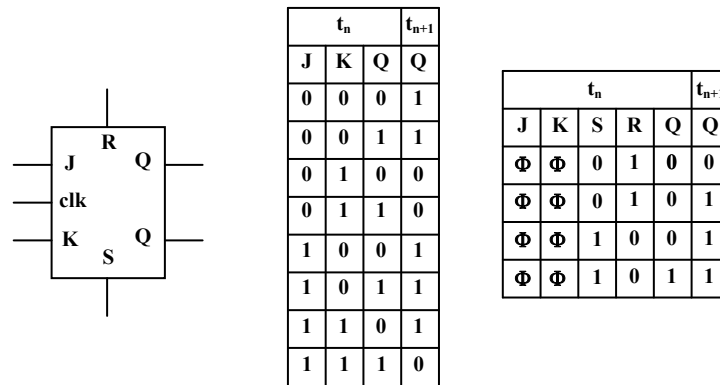 R
J Q
clk
K Q
S
tn tn+1
J K Q Q
0 0 0 1
0 0 1 1
0 1 0 0
0 1 1 0
1 0 0 1
1 0 1 1
1 1 0 1
1 1 1 0
tn tn+1
J K S R Q Q
Φ Φ 0 1 0 0
Φ Φ 0 1 0 1
Φ Φ 1 0 0 1
Φ Φ 1 0 1 1